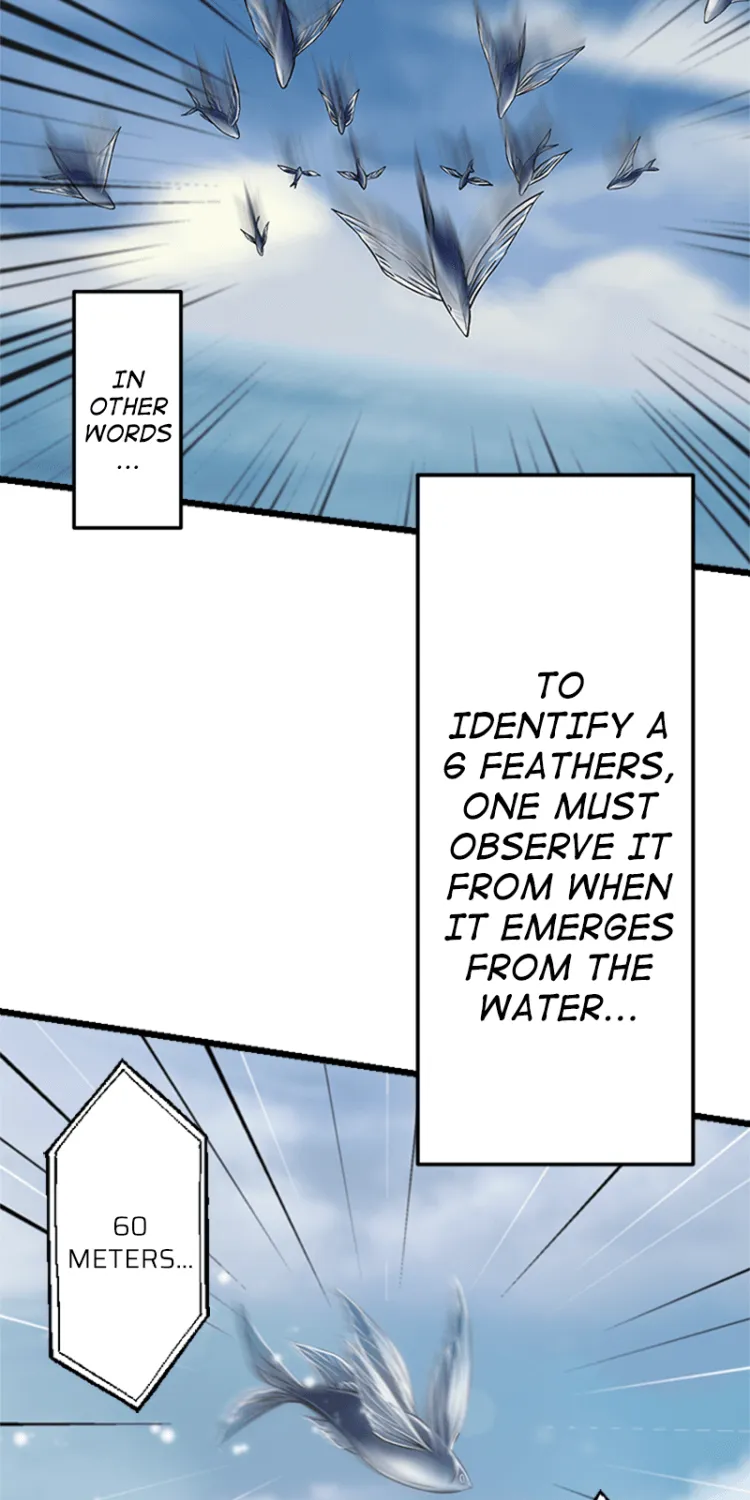 IN
OTHER
WORDS
...
TO
IDENTIFY A
6 FEATHERS,
ONE MUST
OBSERVE IT
FROM WHEN
IT EMERGES
FROM THE
WATER...
60
METERS...